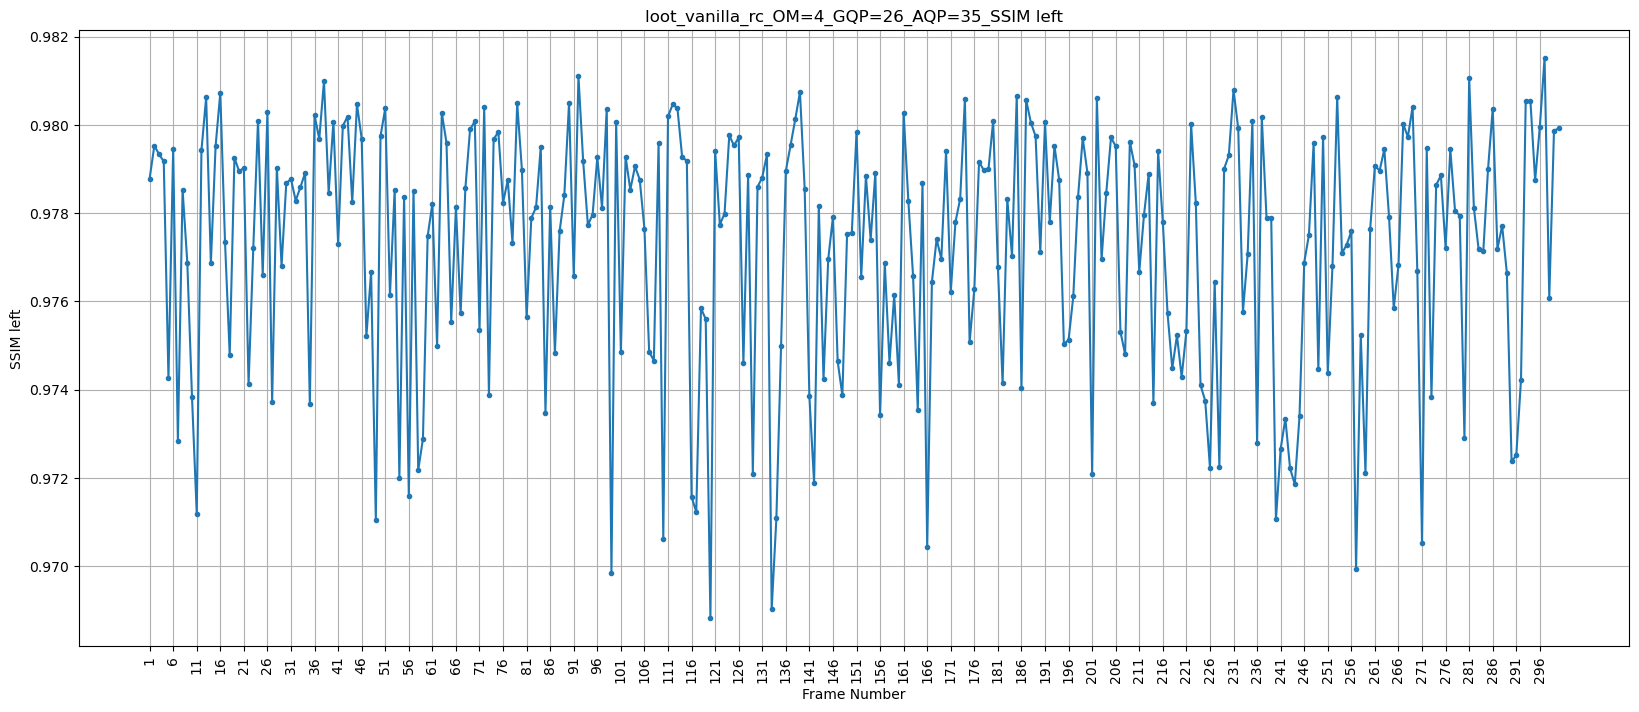 loot_vanilla_rc_OM=4_GQP=26_AQP=35_SSIM left
0.982
0.980
0.978
0.976
0.974
0.972
0.970
SSIM left
1 6 11 16 21 26 31 36 41 46 51 56 61 66 71 76 81 86 91 96 101 106 111 116 121 126 131 136 141 146 151 156 161 166 171 176 181 186 191 196 201 206 211 216 221 226 231 236 241 246 251 256 261 266 271 276 281 286 291 296
Frame Number